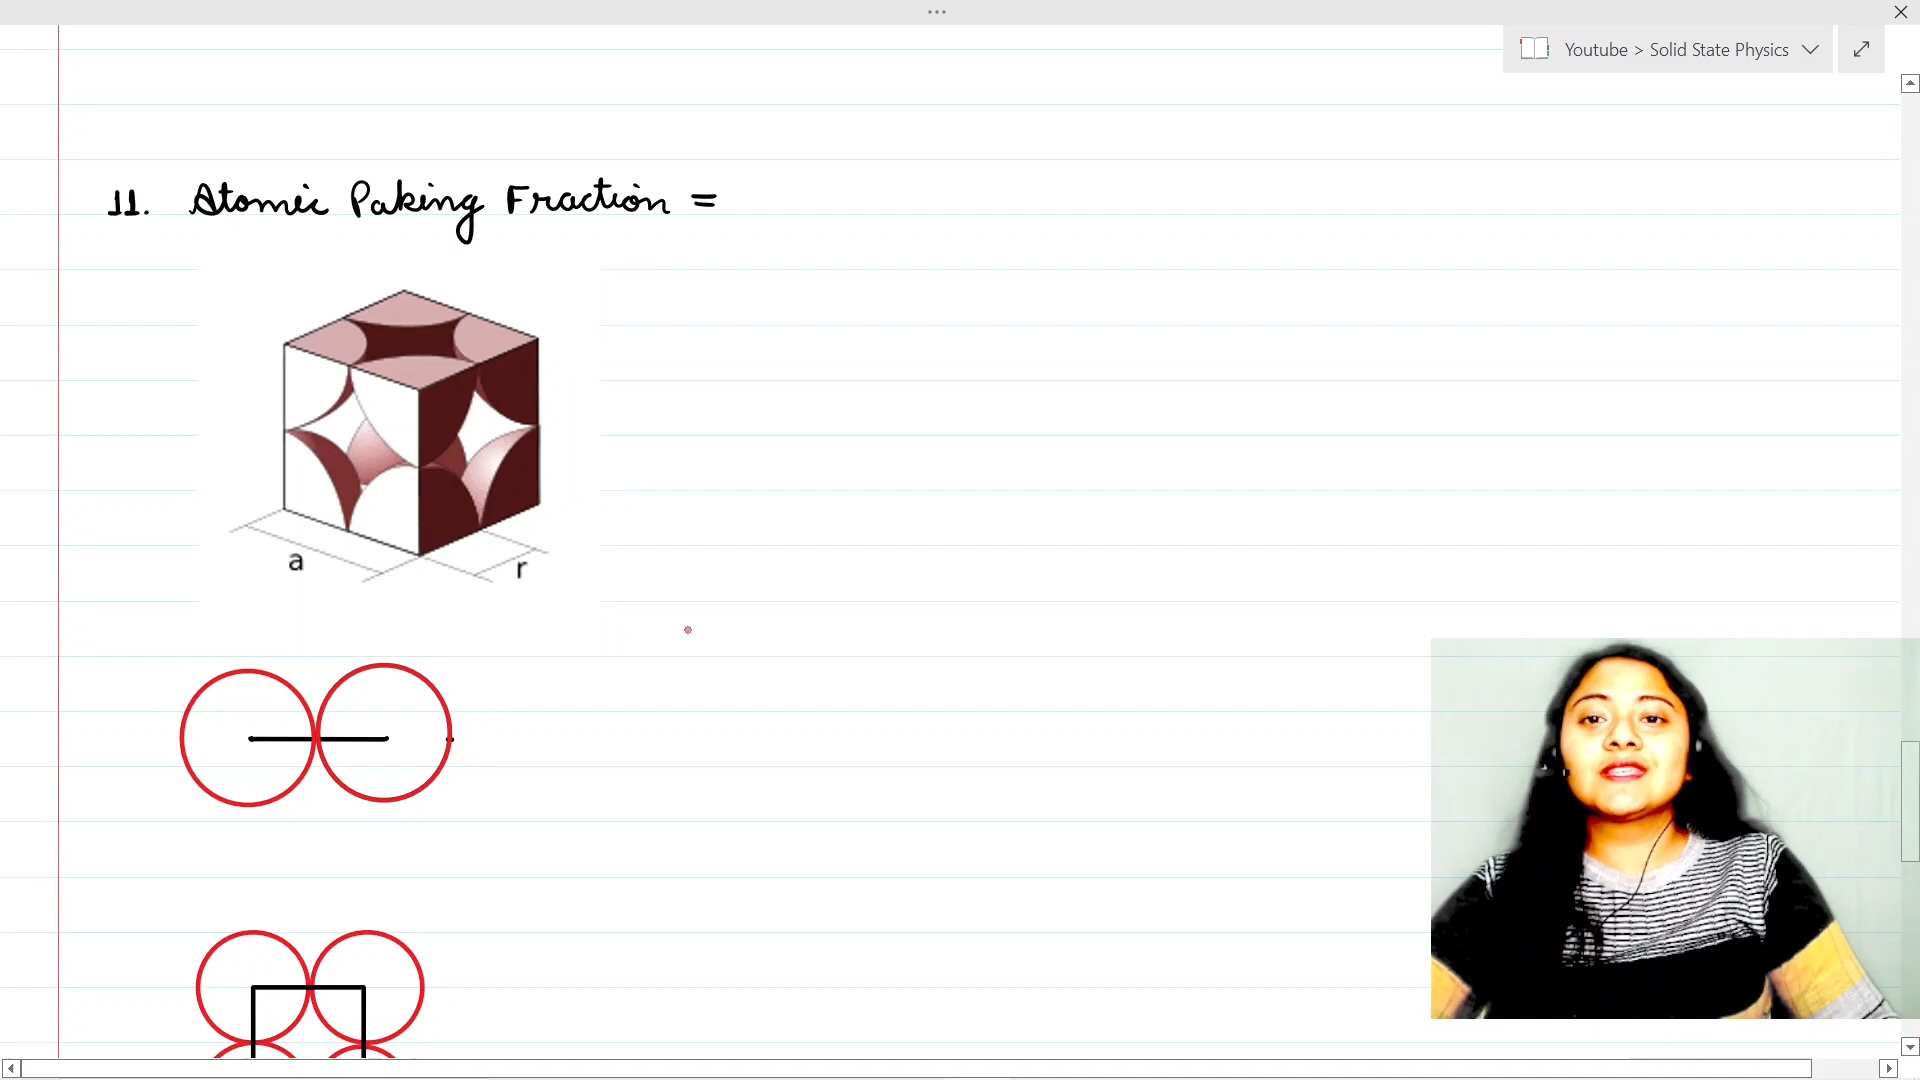 Youtube > Solid State Physics
11. Atomic Paking Fraction =
a
r